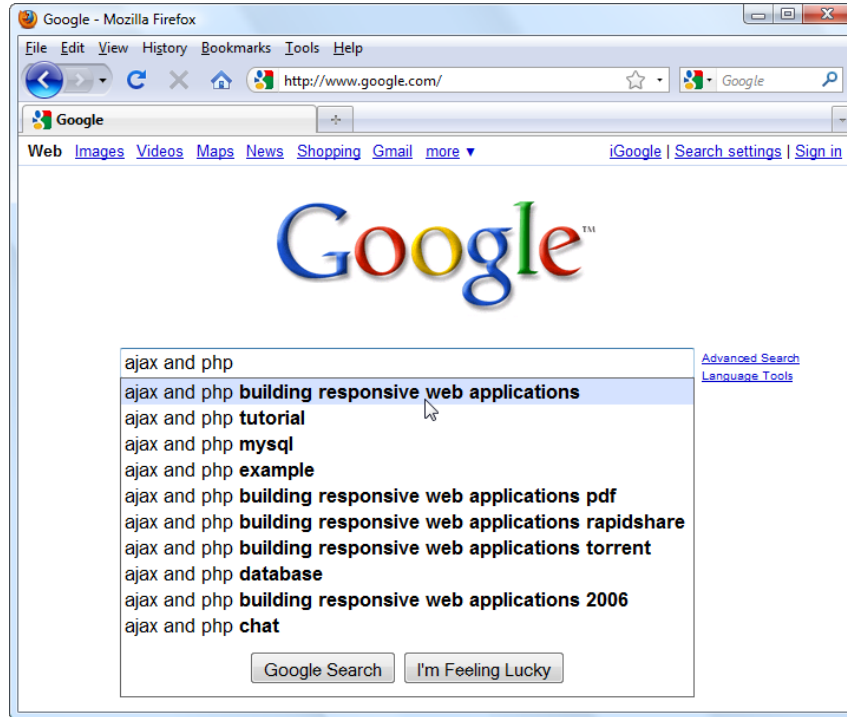 Google - Mozilla Firefox
File Edit View History Bookmarks Tools Help
http://www.google.com/ Google
Google
Web Images Videos Maps News Shopping Gmail more ▼ iGoogle | Search settings | Sign in
Google™
ajax and php Advanced Search
Language Tools
ajax and php building responsive web applications
ajax and php tutorial
ajax and php mysql
ajax and php example
ajax and php building responsive web applications pdf
ajax and php building responsive web applications rapidshare
ajax and php building responsive web applications torrent
ajax and php database
ajax and php building responsive web applications 2006
ajax and php chat
Google Search I'm Feeling Lucky